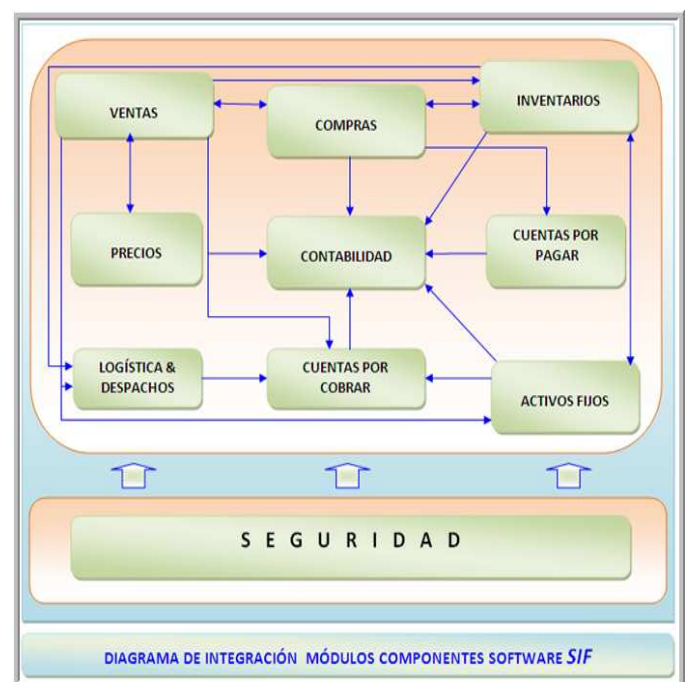 VENTAS
COMPRAS
INVENTARIOS
PRECIOS
CONTABILIDAD
CUENTAS POR
PAGAR
LOGÍSTICA &
DESPACHOS
CUENTAS POR
COBRAR
ACTIVOS FIJOS
S E G U R I D A D
DIAGRAMA DE INTEGRACIÓN MÓDULOS COMPONENTES SOFTWARE SIF